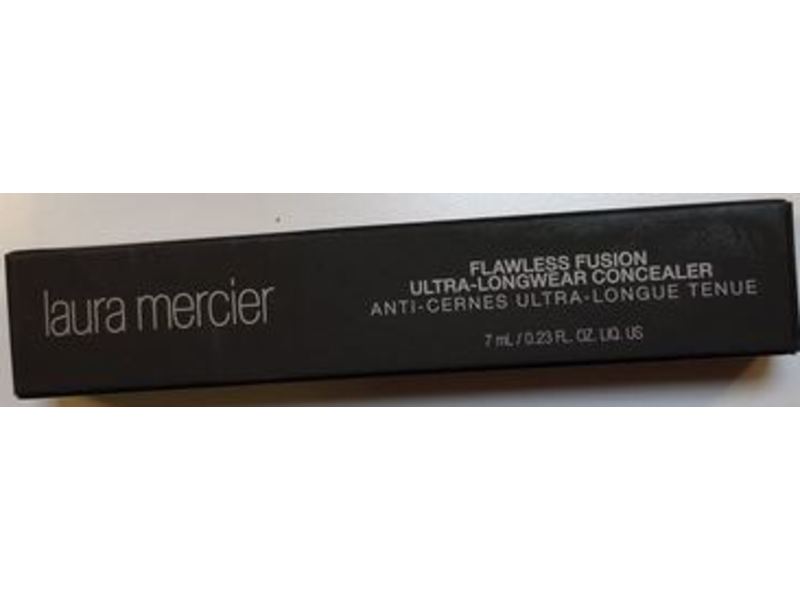 laura mercier
FLAWLESS FUSION
ULTRA-LONGWEAR CONCEALER
ANTI-CERNES ULTRA-LONGUE TENUE
7 mL / 0.23 FL. OZ. LIQ. US